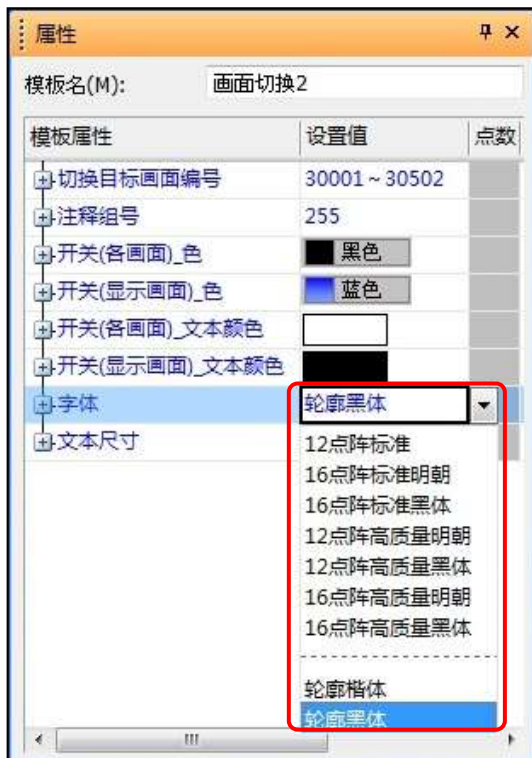 属性
模板名(M): 画面切换2
模板属性 设置值 点数
切换目标画面编号 30001～30502
注释组号 255
开关(各画面)_色 黑色
开关(显示画面)_色 蓝色
开关(各画面)_文本颜色
开关(显示画面)_文本颜色
字体 轮廓黑体
文本尺寸
12点阵标准
16点阵标准明朝
16点阵标准黑体
12点阵高质量明朝
12点阵高质量黑体
16点阵高质量明朝
16点阵高质量黑体
轮廓楷体
轮廓黑体